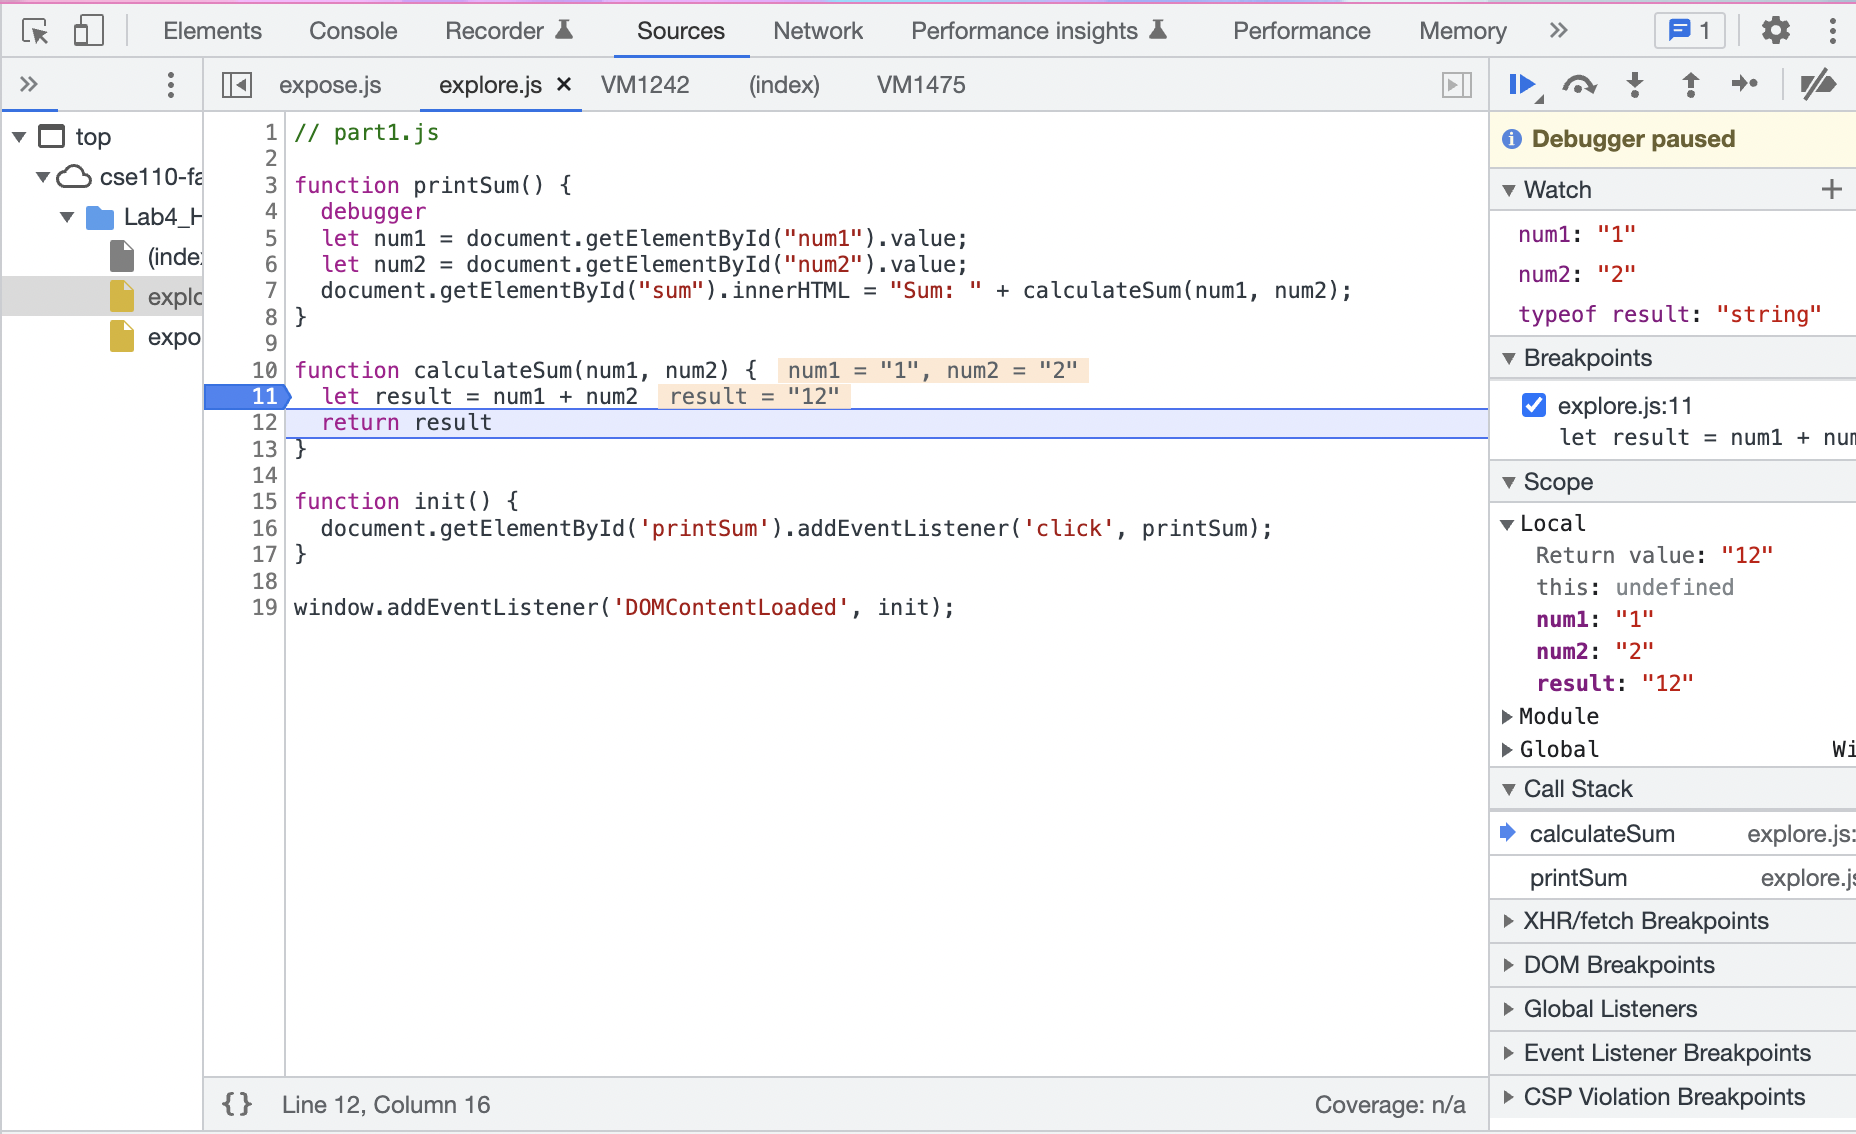 Elements Console Recorder Sources Network Performance insights Performance Memory 1
expose.js explore.js VM1242 (index) VM1475
top
cse110-fa
Lab4_H
(inde
explo
expo
1 // part1.js
2
3 function printSum() {
4 debugger
5 let num1 = document.getElementById("num1").value;
6 let num2 = document.getElementById("num2").value;
7 document.getElementById("sum").innerHTML = "Sum: " + calculateSum(num1, num2);
8 }
9
10 function calculateSum(num1, num2) { num1 = "1", num2 = "2"
11 let result = num1 + num2 result = "12"
12 return result
13 }
14
15 function init() {
16 document.getElementById('printSum').addEventListener('click', printSum);
17 }
18
19 window.addEventListener('DOMContentLoaded', init);
{} Line 12, Column 16 Coverage: n/a
Debugger paused
Watch
num1: "1"
num2: "2"
typeof result: "string"
Breakpoints
explore.js:11
let result = num1 + num
Scope
Local
Return value: "12"
this: undefined
num1: "1"
num2: "2"
result: "12"
Module
Global Wi
Call Stack
calculateSum explore.js:
printSum explore.js
XHR/fetch Breakpoints
DOM Breakpoints
Global Listeners
Event Listener Breakpoints
CSP Violation Breakpoints